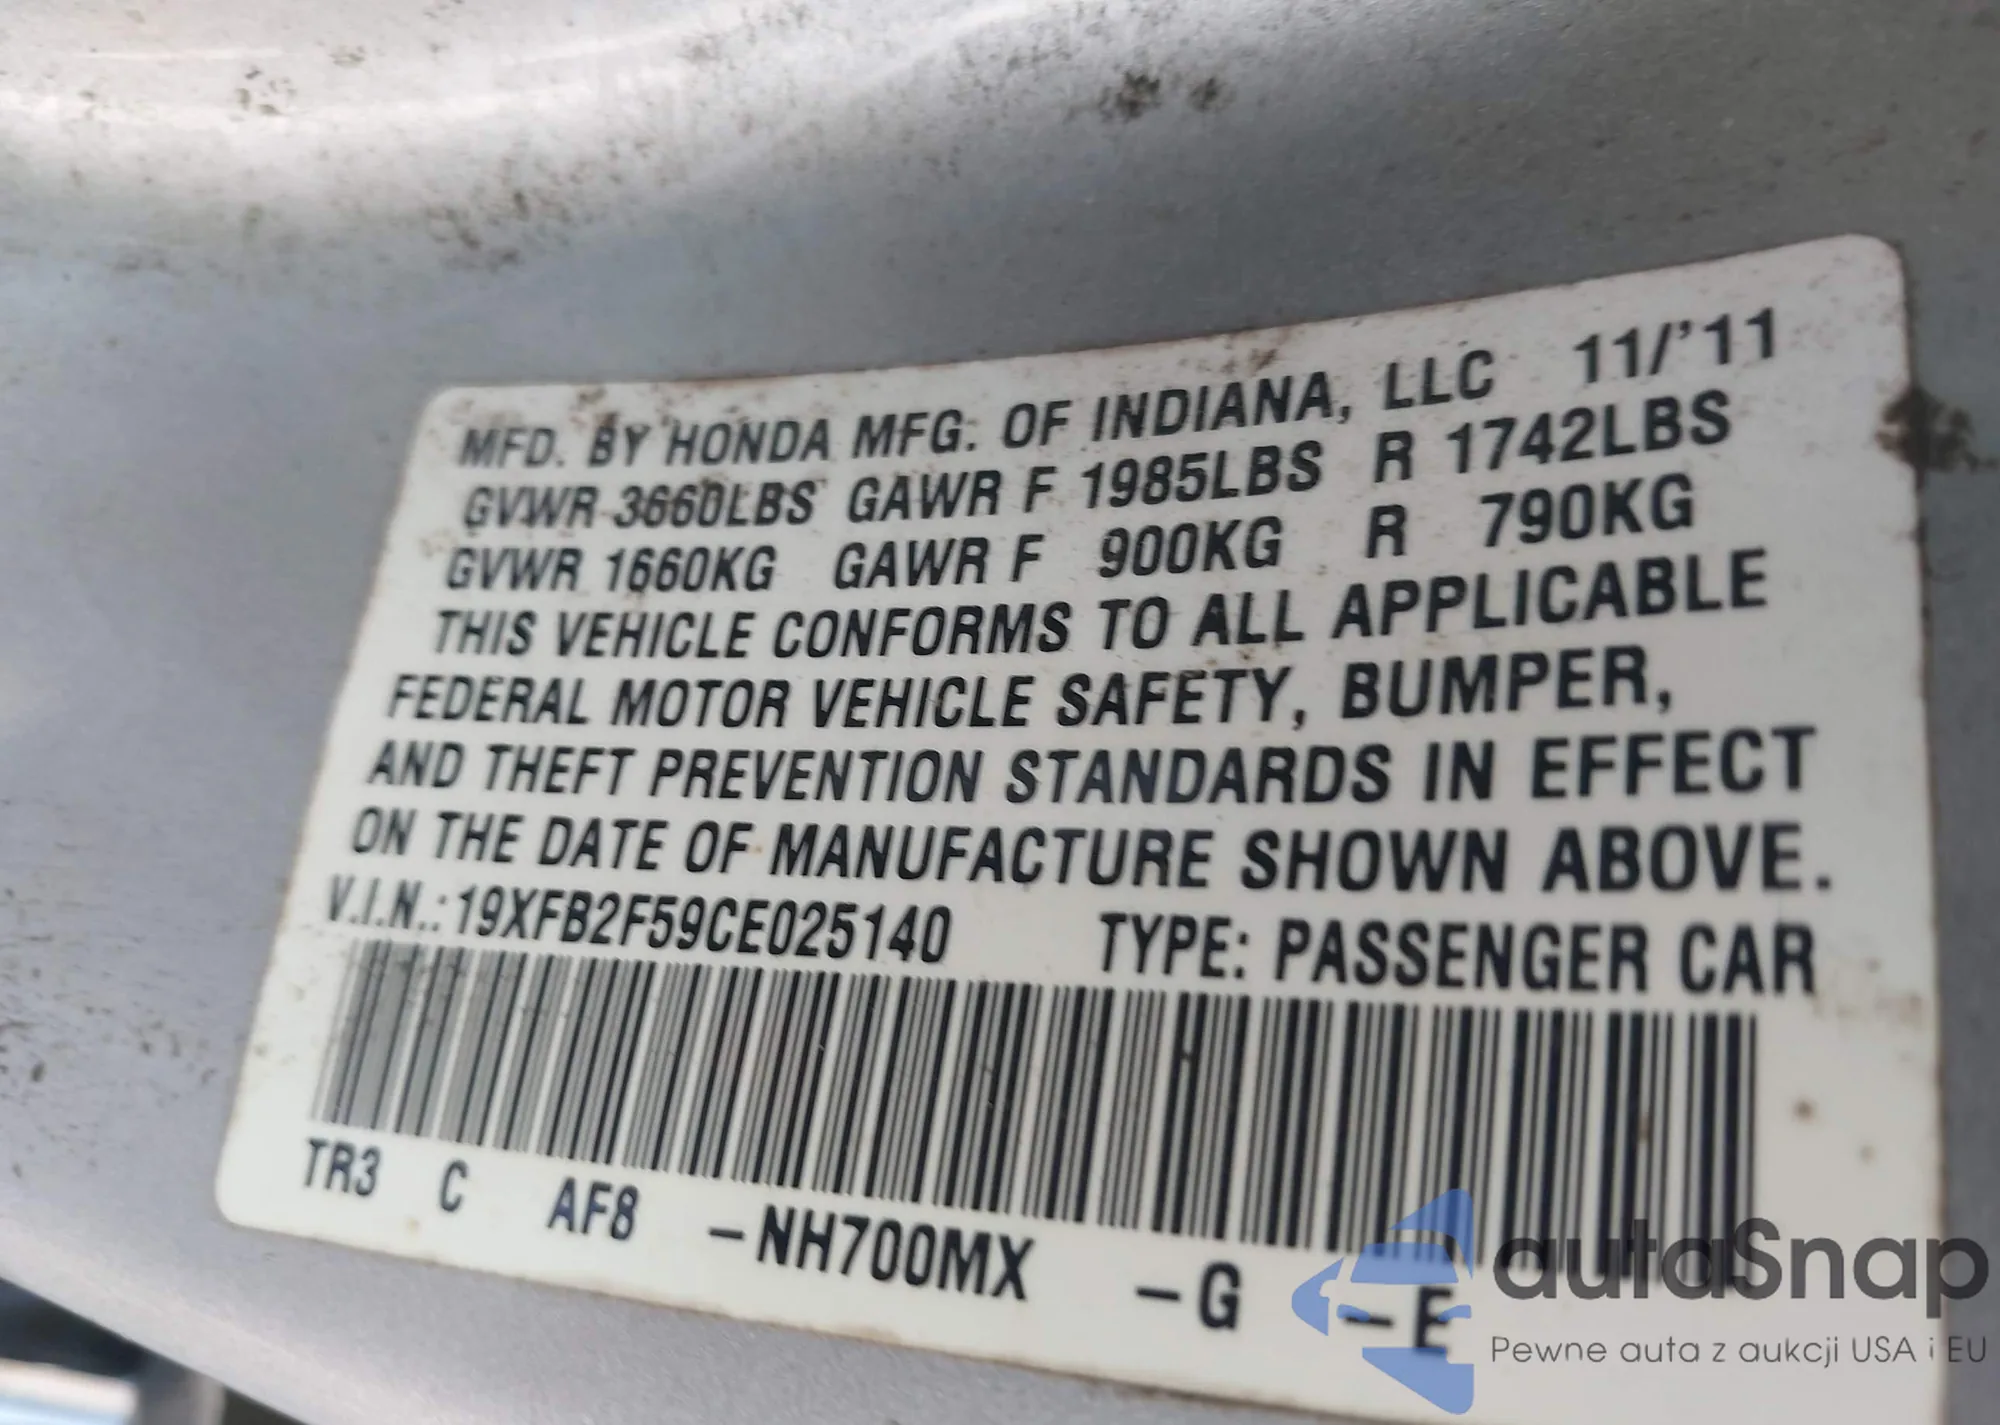 MFD. BY HONDA MFG. OF INDIANA, LLC 11/'11
GVWR 3660LBS GAWR F 1985LBS R 1742LBS
GVWR 1660KG GAWR F 900KG R 790KG
THIS VEHICLE CONFORMS TO ALL APPLICABLE
FEDERAL MOTOR VEHICLE SAFETY, BUMPER,
AND THEFT PREVENTION STANDARDS IN EFFECT
ON THE DATE OF MANUFACTURE SHOWN ABOVE.
V.I.N.: 19XFB2F59CE025140 TYPE: PASSENGER CAR
TR3 C AF8 -NH700MX -G -E
autaSnap
Pewne auta z aukcji USA i EU